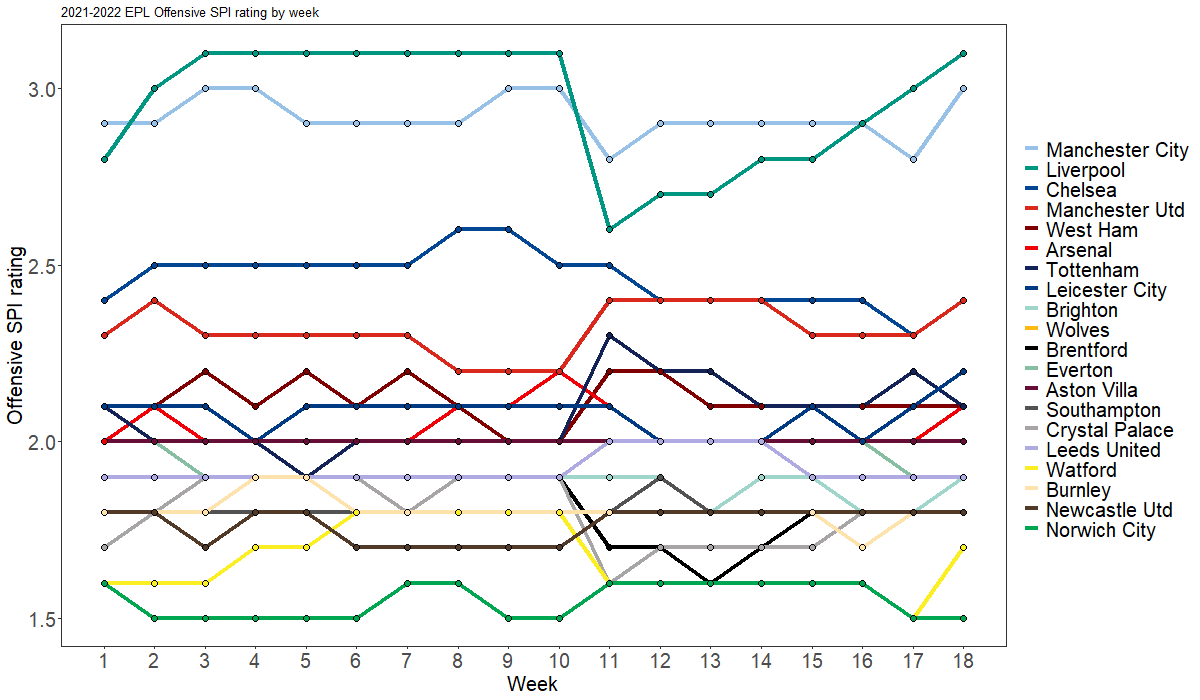 2021-2022 EPL Offensive SPI rating by week
3.0
2.5
2.0
1.5
Offensive SPI rating
1 2 3 4 5 6 7 8 9 10 11 12 13 14 15 16 17 18
Week
Manchester City
Liverpool
Chelsea
Manchester Utd
West Ham
Arsenal
Tottenham
Leicester City
Brighton
Wolves
Brentford
Everton
Aston Villa
Southampton
Crystal Palace
Leeds United
Watford
Burnley
Newcastle Utd
Norwich City